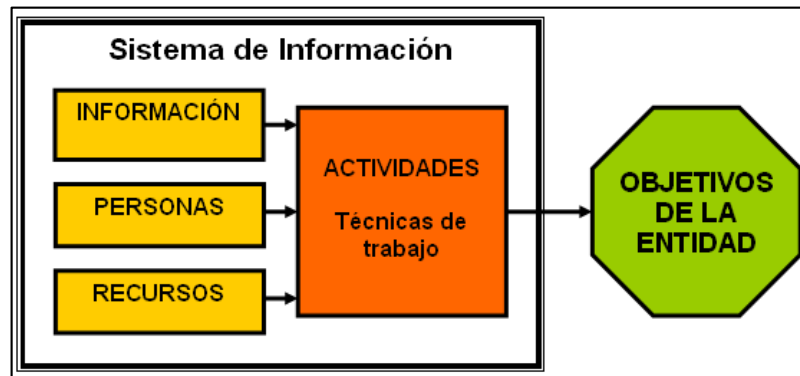 Sistema de Información
INFORMACIÓN
PERSONAS
RECURSOS
ACTIVIDADES
Técnicas de
trabajo
OBJETIVOS
DE LA
ENTIDAD